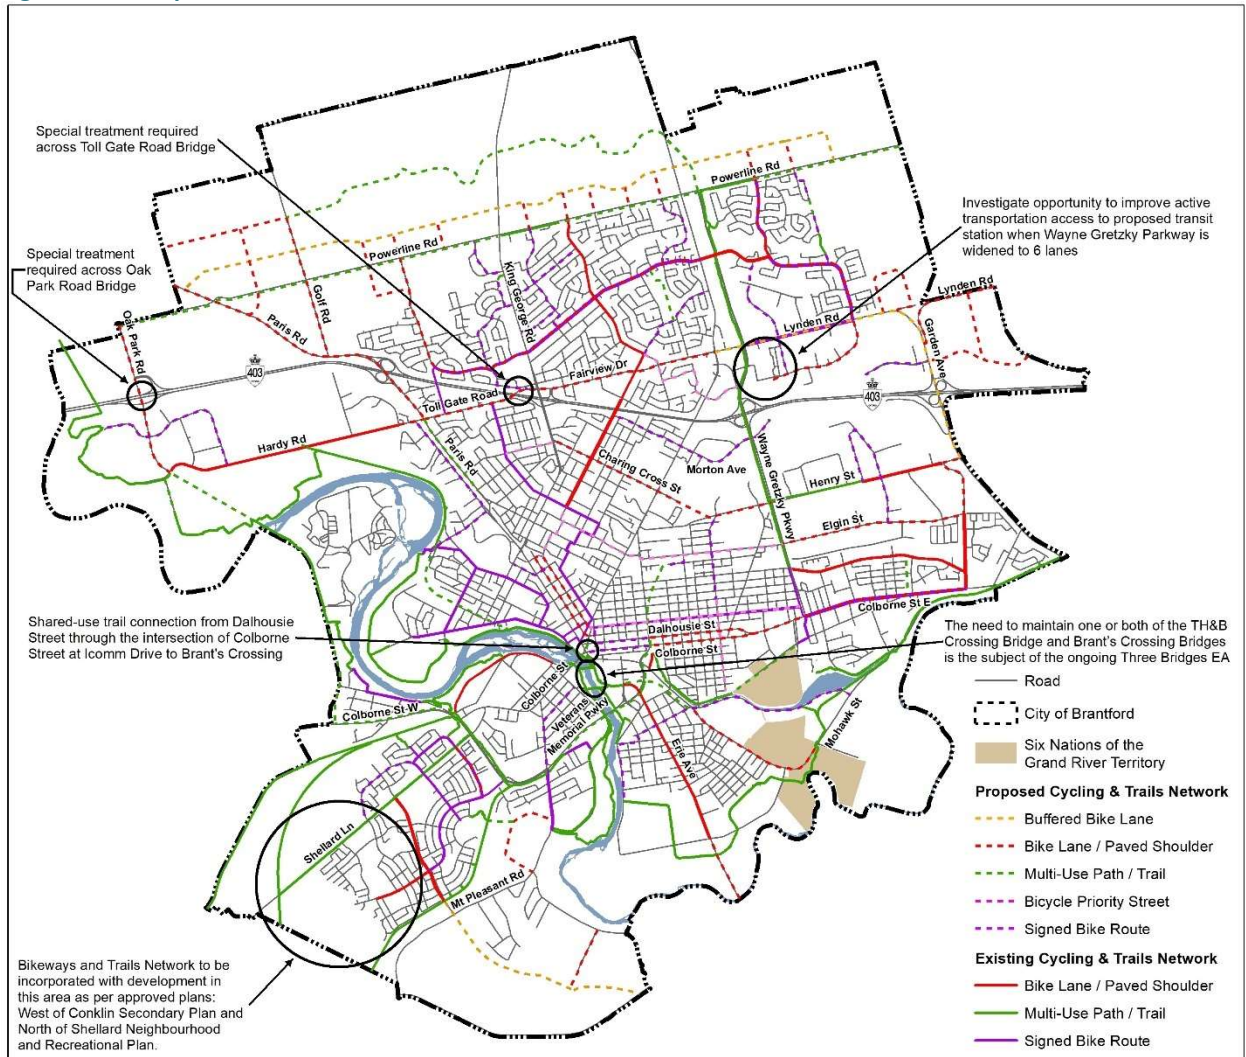 Special treatment required
across Toll Gate Road Bridge
Special treatment
required across Oak
Park Road Bridge
Investigate opportunity to improve active
transportation access to proposed transit
station when Wayne Gretzky Parkway is
widened to 6 lanes
Powerline Rd
Powerline Rd
King George Rd
Golf Rd
Paris Rd
Oak Park Rd
403
Lynden Rd
Lynden Rd
Garden Ave
Fairview Dr
Toll Gate Road
403
Hardy Rd
Paris Rd
Charing Cross St
Morton Ave
Wayne Gretzky Pkwy
Henry St
Elgin St
Colborne St E
Shared-use trail connection from Dalhousie
Street through the intersection of Colborne
Street at Icomm Drive to Brant's Crossing
Dalhousie St
Colborne St
Colborne St
The need to maintain one or both of the TH&B
Crossing Bridge and Brant's Crossing Bridges
is the subject of the ongoing Three Bridges EA
Colborne St W
Veterans
Memorial Pkwy
Erie Ave
Mohawk St
Shellard Ln
Mt Pleasant Rd
Bikeways and Trails Network to be
incorporated with development in
this area as per approved plans:
West of Conklin Secondary Plan and
North of Shellard Neighbourhood
and Recreational Plan.
Road
City of Brantford
Six Nations of the
Grand River Territory
Proposed Cycling & Trails Network
Buffered Bike Lane
Bike Lane / Paved Shoulder
Multi-Use Path / Trail
Bicycle Priority Street
Signed Bike Route
Existing Cycling & Trails Network
Bike Lane / Paved Shoulder
Multi-Use Path / Trail
Signed Bike Route